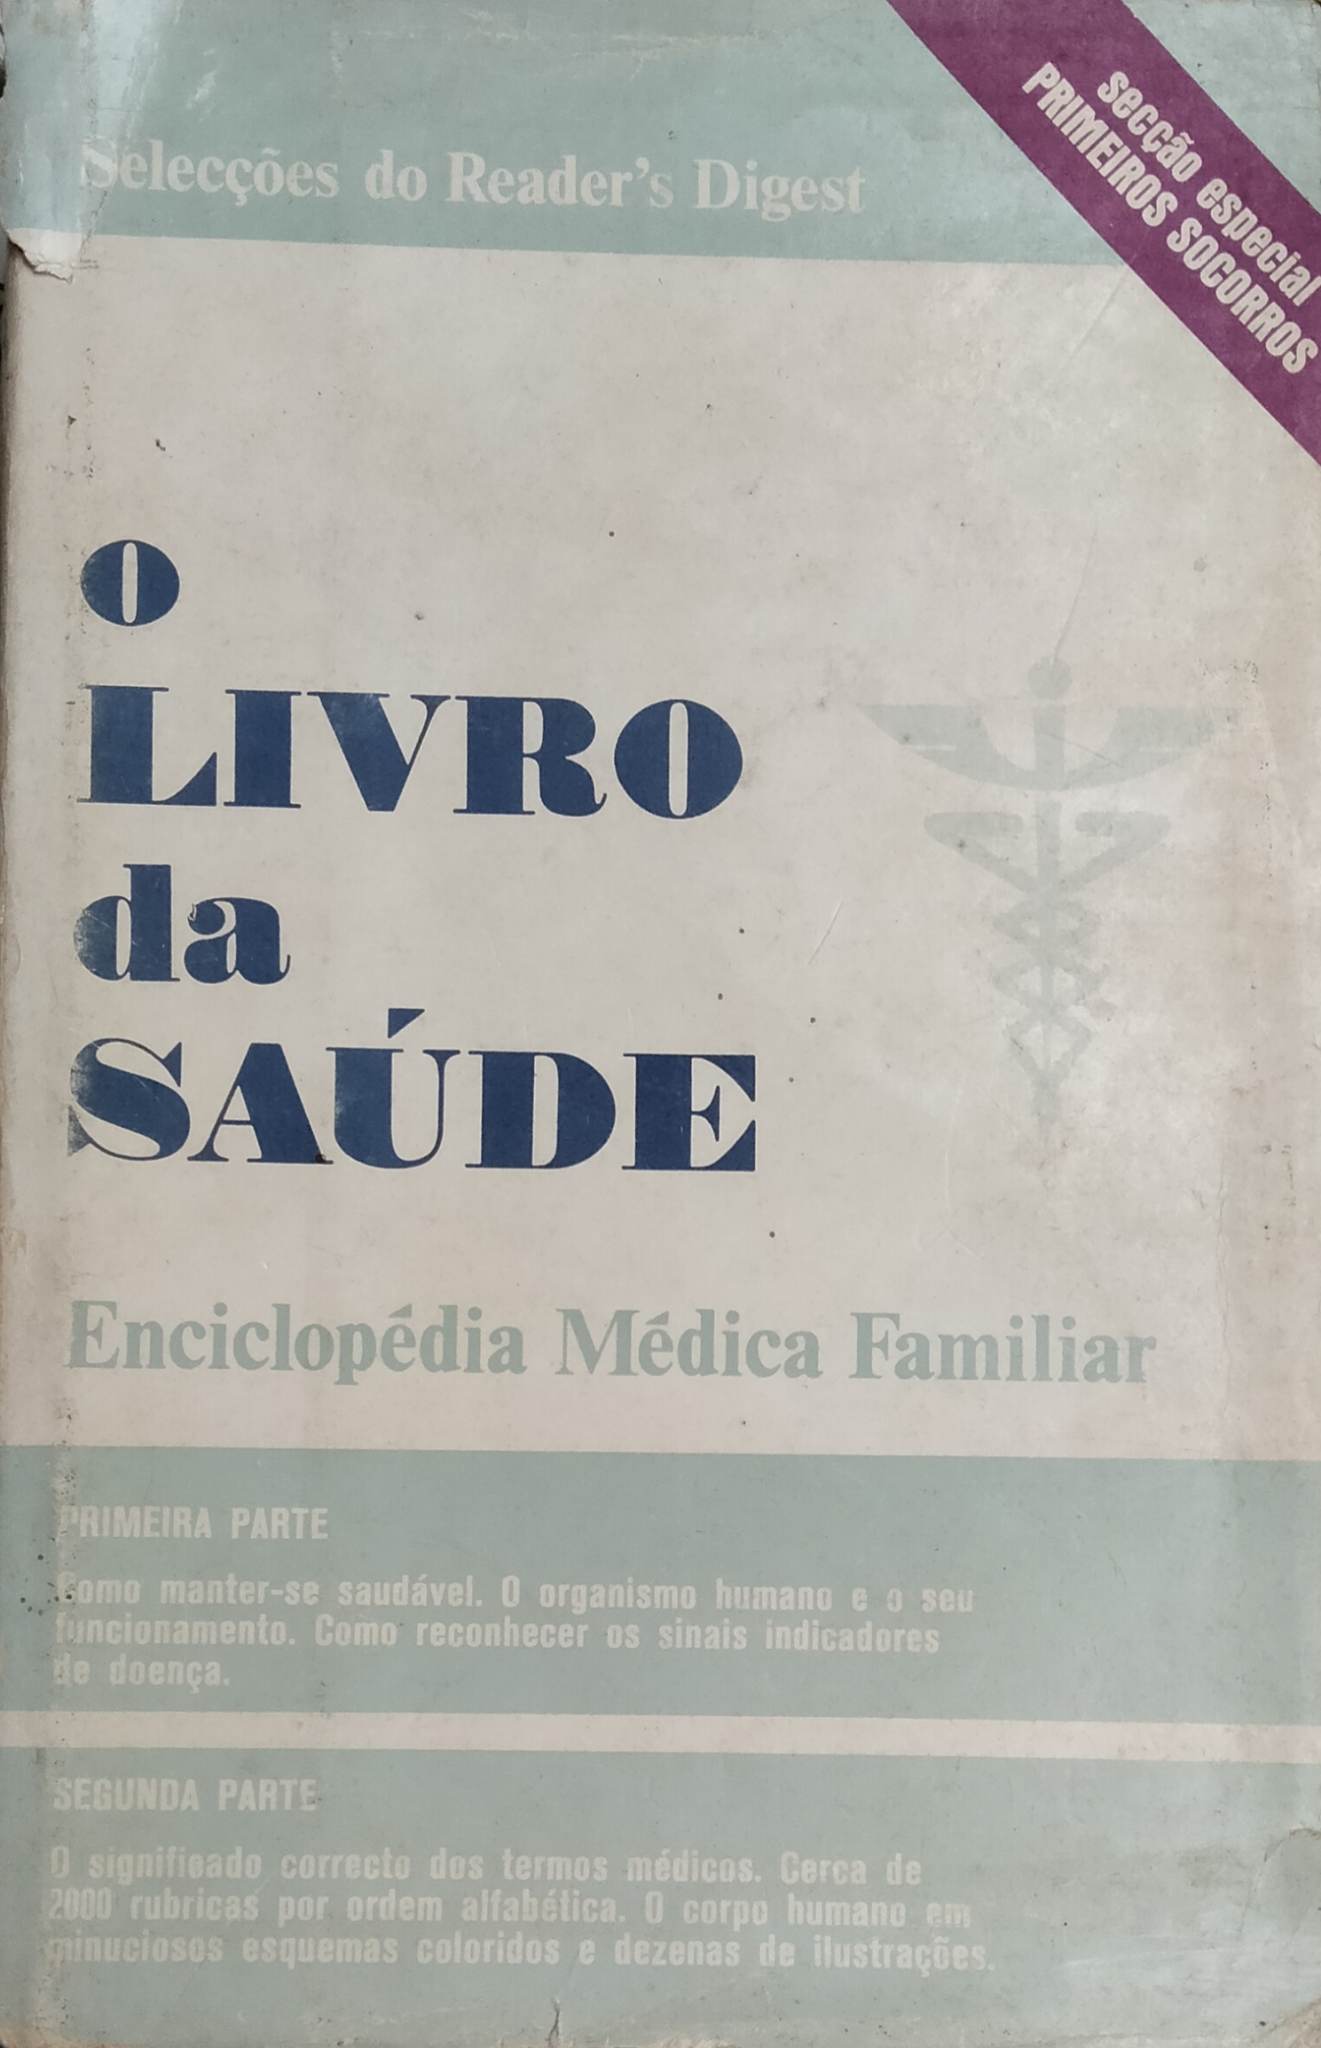 Selecções do Reader's Digest
secção especial
PRIMEIROS SOCORROS
O
LIVRO
da
SAÚDE
Enciclopédia Médica Familiar
PRIMEIRA PARTE
Como manter-se saudável. O organismo humano e o seu
funcionamento. Como reconhecer os sinais indicadores
de doença.
SEGUNDA PARTE
O significado correcto dos termos médicos. Cerca de
2000 rubricas por ordem alfabética. O corpo humano em
minuciosos esquemas coloridos e dezenas de ilustrações.